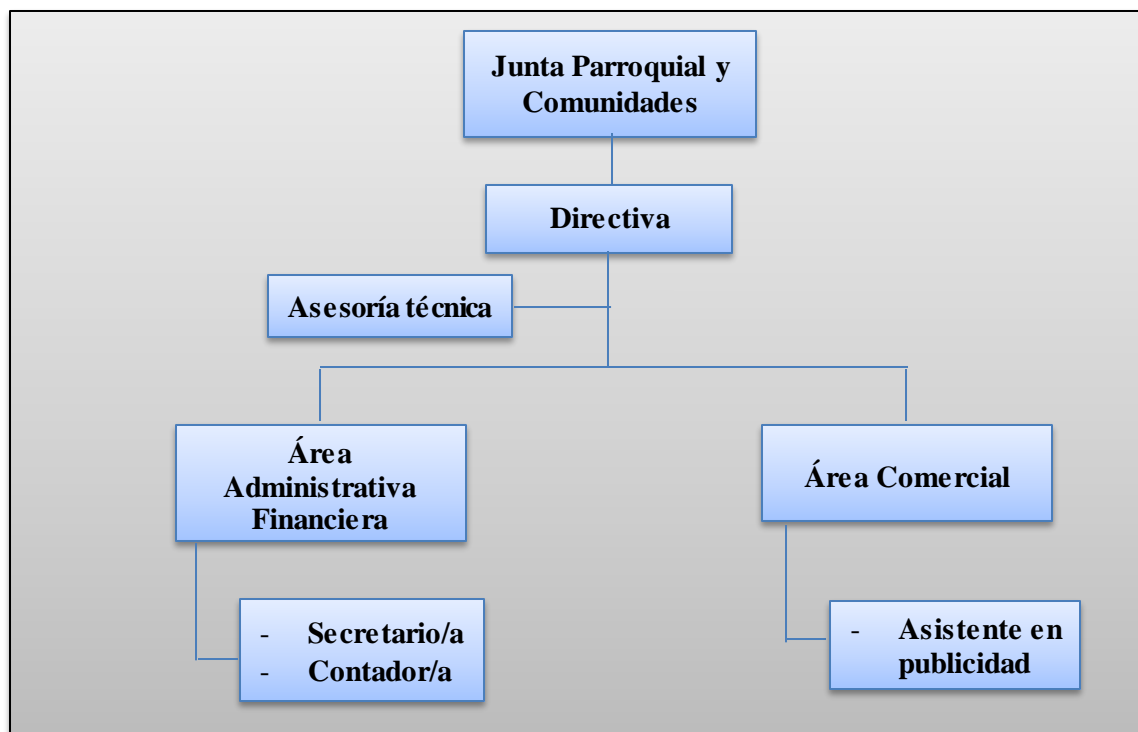 Junta Parroquial y
Comunidades
Directiva
Asesoría técnica
Área
Administrativa
Financiera
Área Comercial
- Secretario/a
- Contador/a
- Asistente en
publicidad